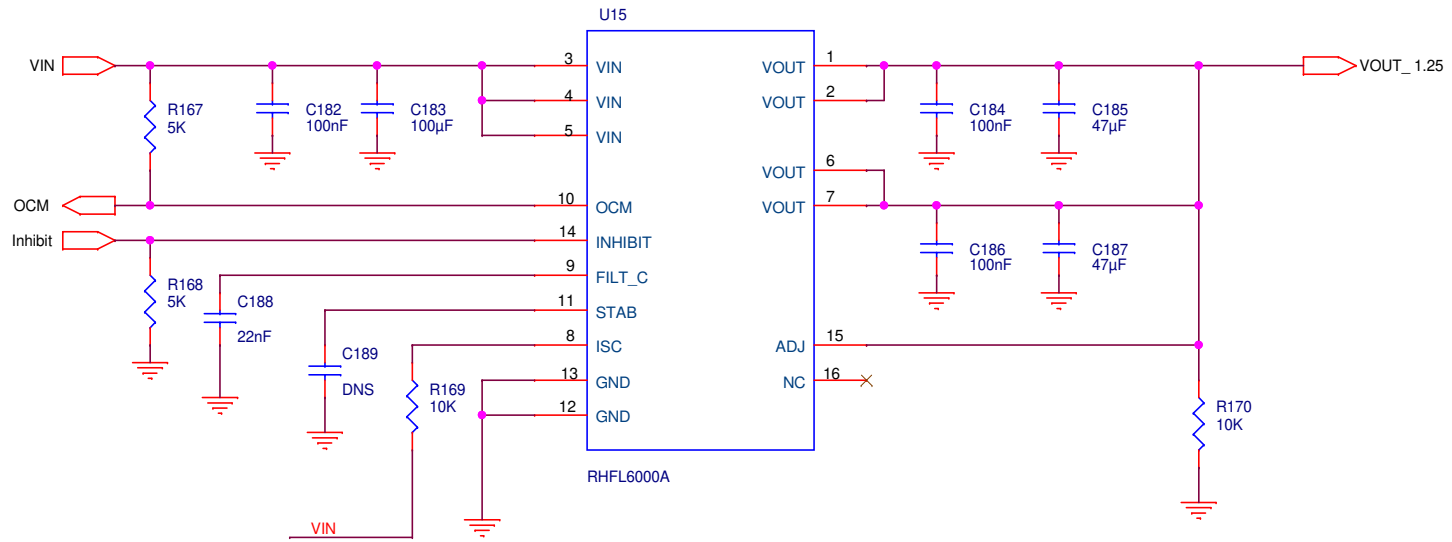 U15
VIN
3
VIN
1
VOUT
VOUT_ 1.25
4
VIN
2
VOUT
R167
5K
C182
100nF
C183
100µF
C184
100nF
C185
47µF
5
VIN
6
VOUT
OCM
10
OCM
7
VOUT
Inhibit
14
INHIBIT
C186
100nF
C187
47µF
9
FILT_C
R168
5K
C188
22nF
11
STAB
8
ISC
15
ADJ
C189
DNS
13
GND
16
NC
R169
10K
12
GND
R170
10K
RHFL6000A
VIN